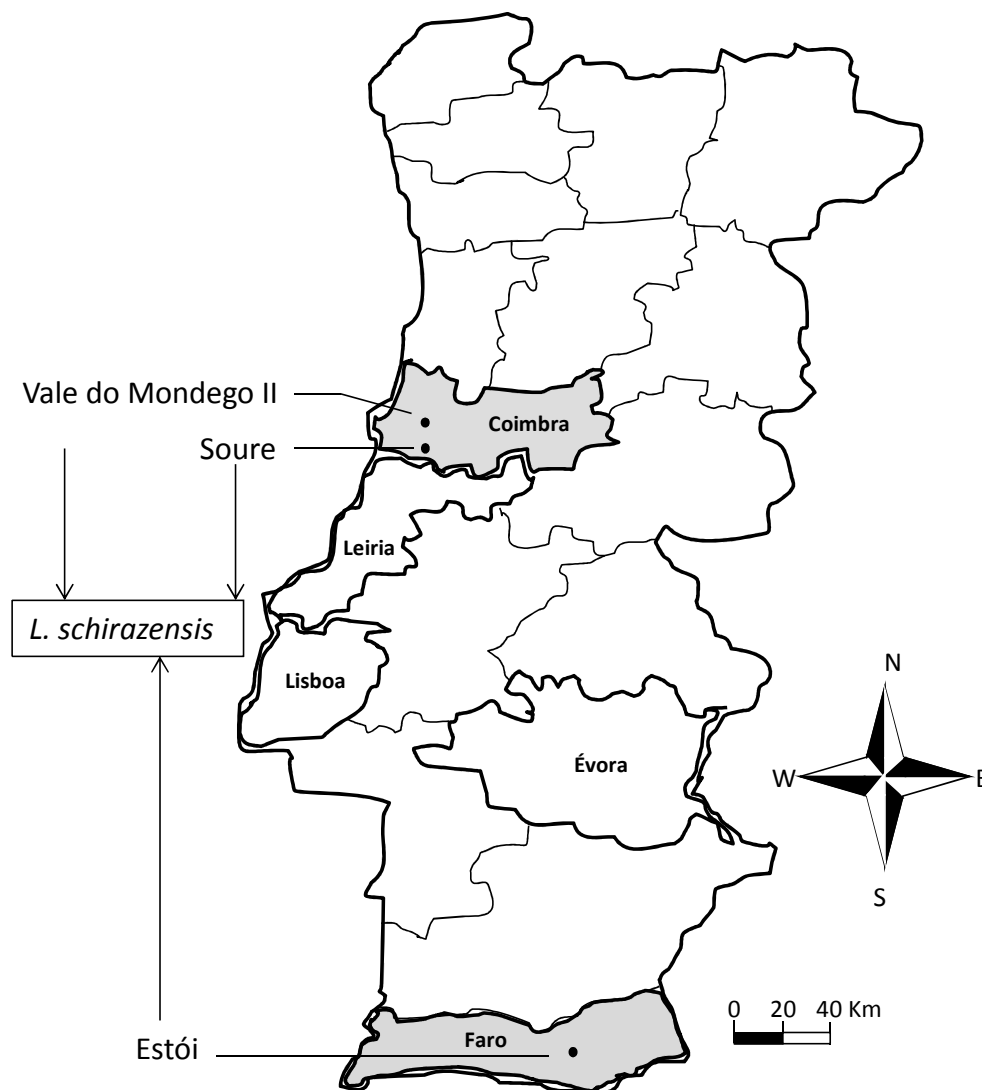 Vale do Mondego II
Coimbra
Soure
Leiria
L. schirazensis
Lisboa
N
Évora
W
E
S
0 20 40 Km
Faro
Estói